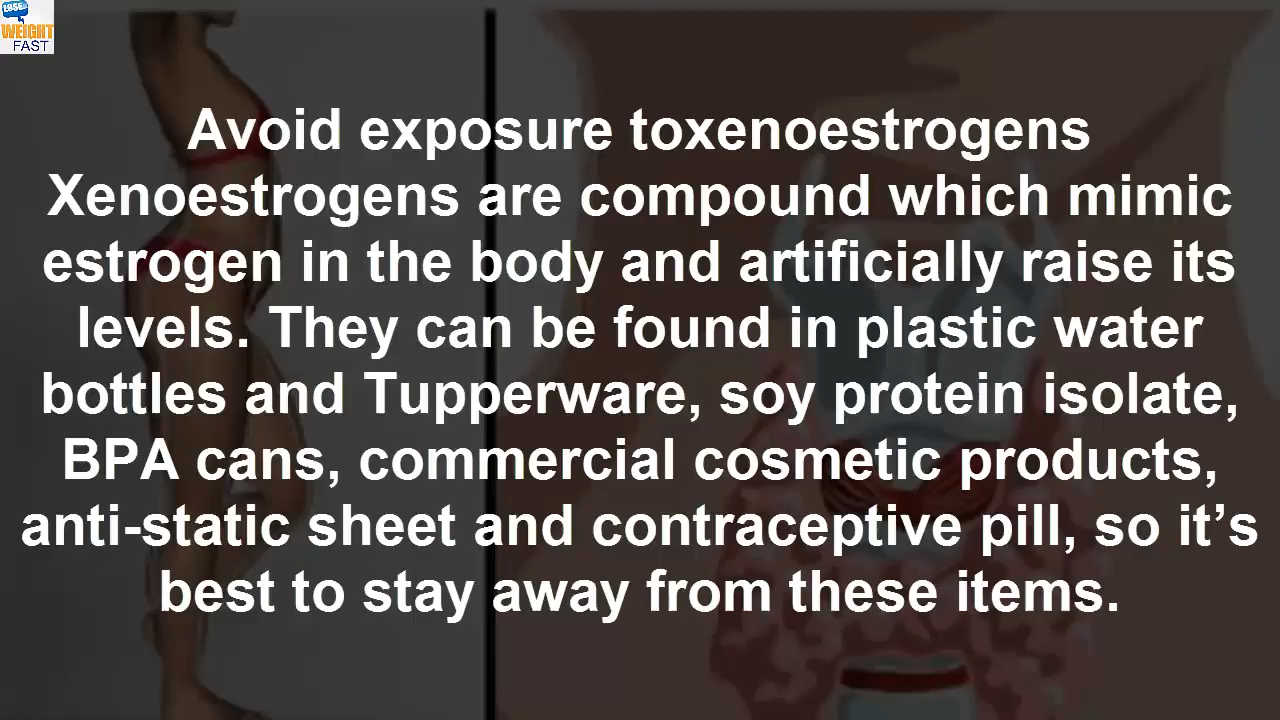 LOSE
WEIGHT
FAST
Avoid exposure toxenoestrogens
Xenoestrogens are compound which mimic
estrogen in the body and artificially raise its
levels. They can be found in plastic water
bottles and Tupperware, soy protein isolate,
BPA cans, commercial cosmetic products,
anti-static sheet and contraceptive pill, so it’s
best to stay away from these items.